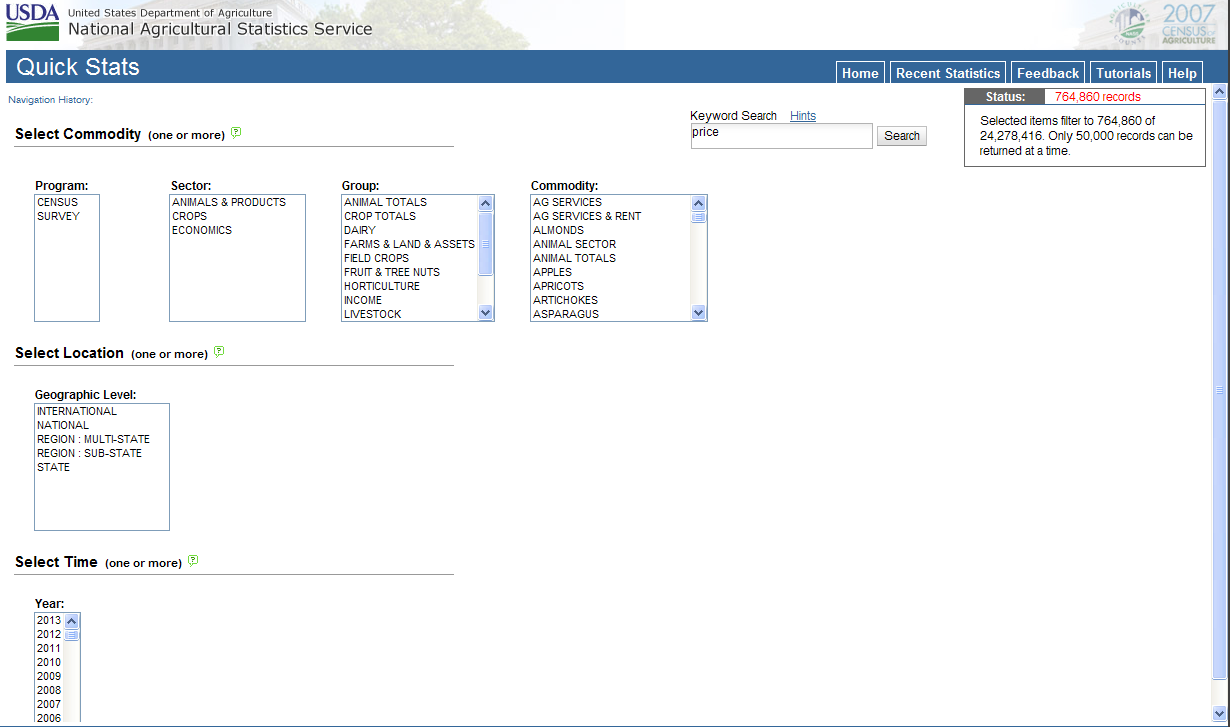 USDA
United States Department of Agriculture
National Agricultural Statistics Service
2007
CENSUS OF
AGRICULTURE
Quick Stats
Home
Recent Statistics
Feedback
Tutorials
Help
Navigation History:
Status:
764,860 records
Selected items filter to 764,860 of
24,278,416. Only 50,000 records can be
returned at a time.
Keyword Search
Hints
price
Search
Select Commodity (one or more)
Program:
CENSUS
SURVEY
Sector:
ANIMALS & PRODUCTS
CROPS
ECONOMICS
Group:
ANIMAL TOTALS
CROP TOTALS
DAIRY
FARMS & LAND & ASSETS
FIELD CROPS
FRUIT & TREE NUTS
HORTICULTURE
INCOME
LIVESTOCK
Commodity:
AG SERVICES
AG SERVICES & RENT
ALMONDS
ANIMAL SECTOR
ANIMAL TOTALS
APPLES
APRICOTS
ARTICHOKES
ASPARAGUS
Select Location (one or more)
Geographic Level:
INTERNATIONAL
NATIONAL
REGION : MULTI-STATE
REGION : SUB-STATE
STATE
Select Time (one or more)
Year:
2013
2012
2011
2010
2009
2008
2007
2006